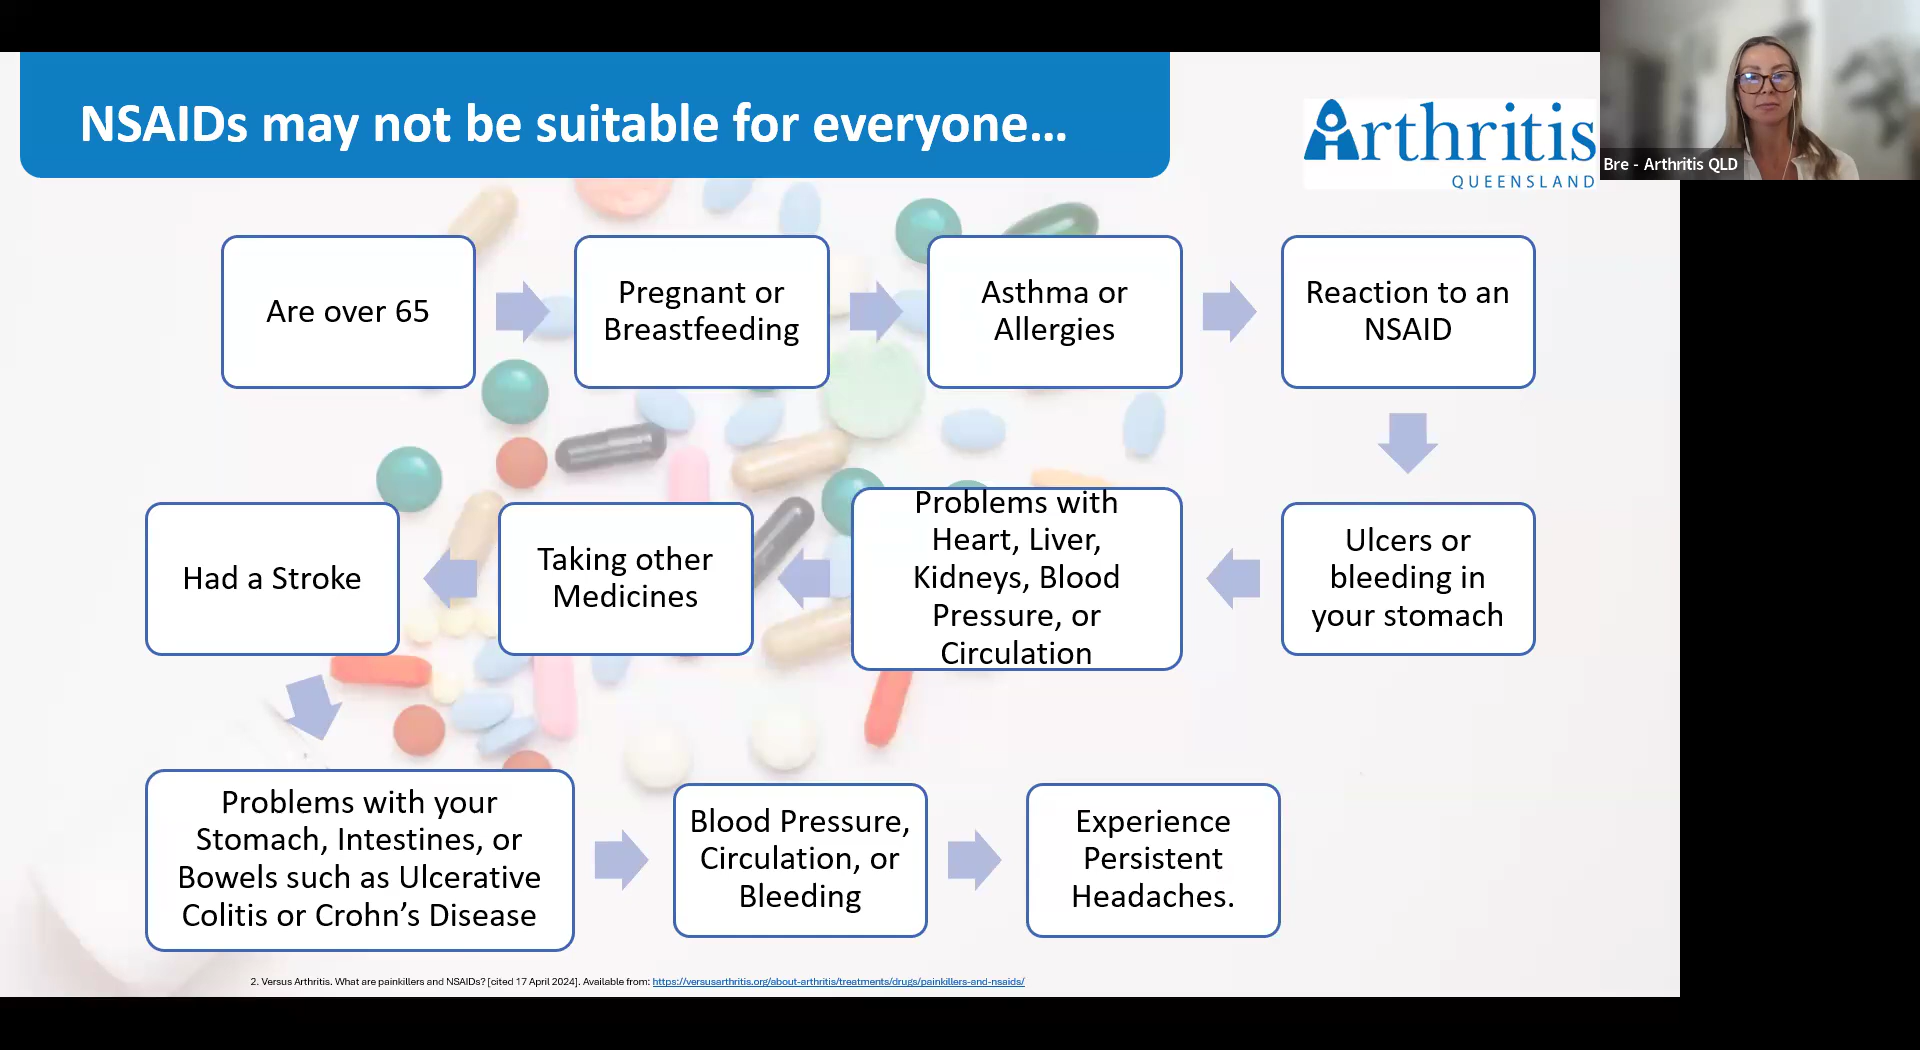 NSAIDs may not be suitable for everyone...
Arthritis
QUEENSLAND
Bre - Arthritis QLD
Are over 65
Pregnant or
Breastfeeding
Asthma or
Allergies
Reaction to an
NSAID
Ulcers or
bleeding in
your stomach
Problems with
Heart, Liver,
Kidneys, Blood
Pressure, or
Circulation
Taking other
Medicines
Had a Stroke
Problems with your
Stomach, Intestines, or
Bowels such as Ulcerative
Colitis or Crohn’s Disease
Blood Pressure,
Circulation, or
Bleeding
Experience
Persistent
Headaches.
2. Versus Arthritis. What are painkillers and NSAIDs? [cited 17 April 2024]. Available from: https://versusarthritis.org/about-arthritis/treatments/drugs/painkillers-and-nsaids/